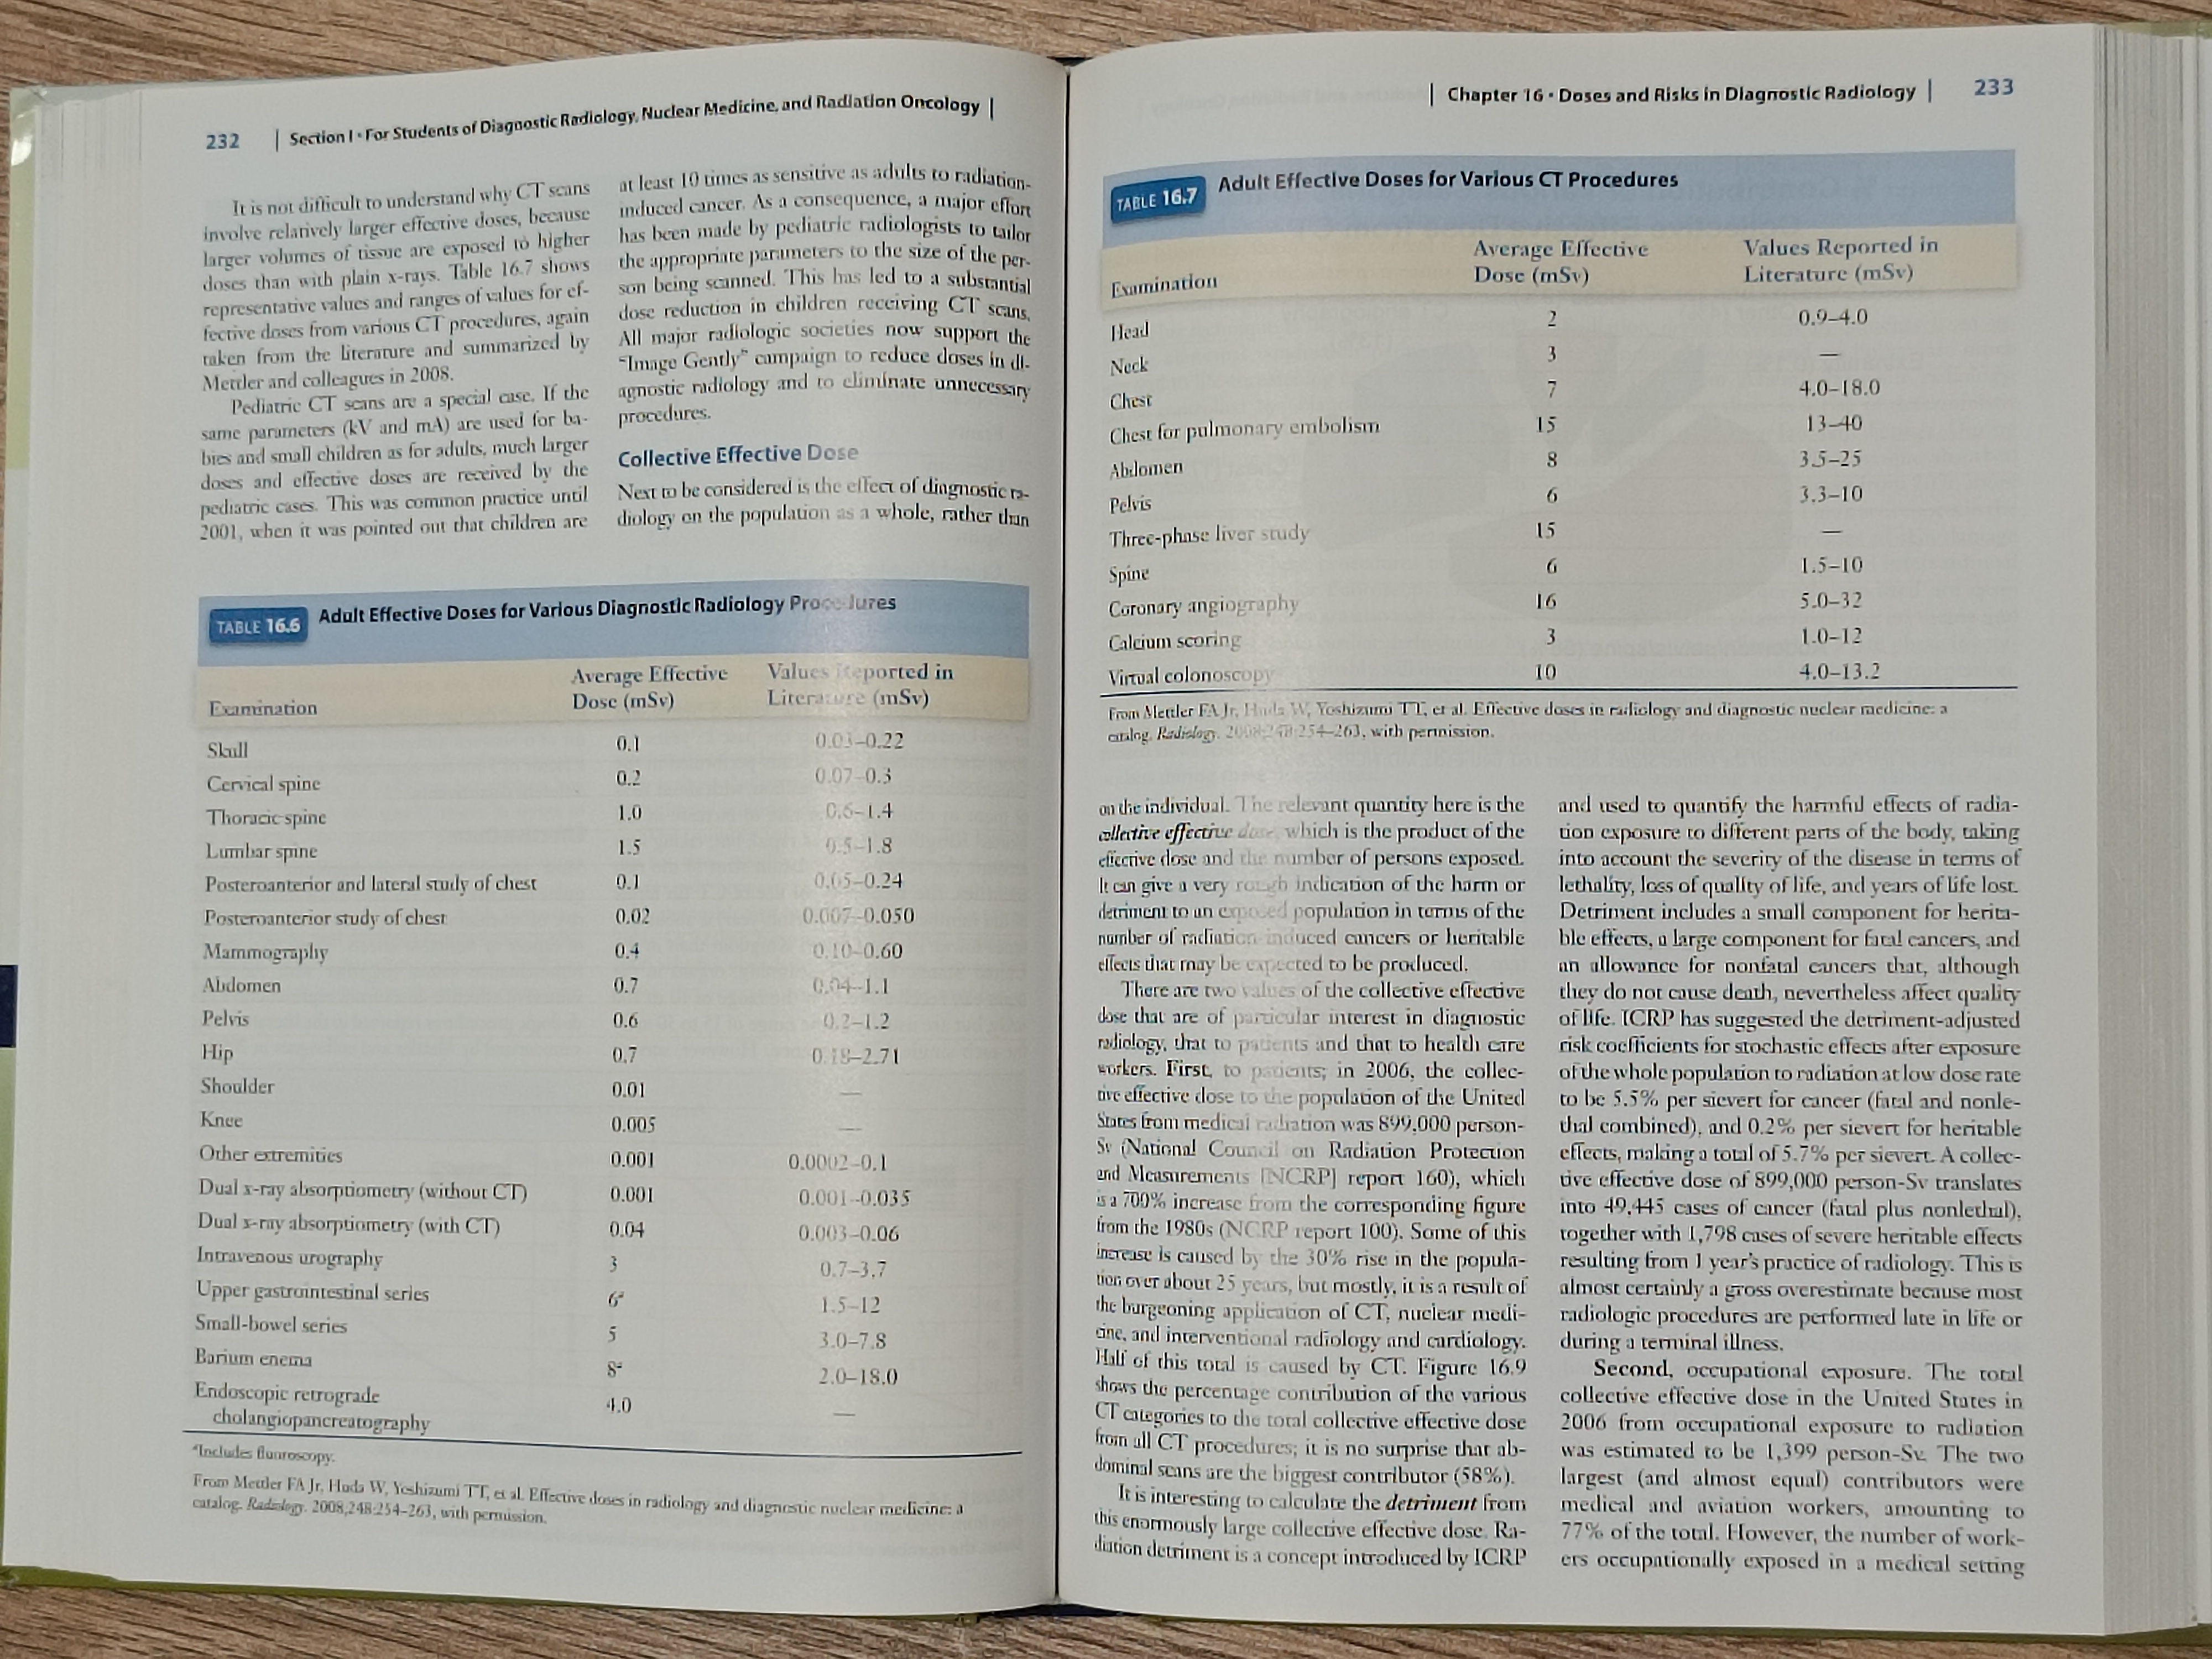 232 | Section I • For Students of Diagnostic Radiology, Nuclear Medicine, and Radiation Oncology |
It is not difficult to understand why CT scans
involve relatively larger effective doses, because
larger volumes of tissue are exposed to higher
doses than with plain x-rays. Table 16.7 shows
representative values and ranges of values for ef-
fective doses from various CT procedures, again
taken from the literature and summarized by
Mettler and colleagues in 2008.
Pediatric CT scans are a special case. If the
same parameters (kV and mA) are used for ba-
bies and small children as for adults, much larger
doses and effective doses are received by the
pediatric cases. This was common practice until
2001, when it was pointed out that children are
at least 10 times as sensitive as adults to radiation-
induced cancer. As a consequence, a major effort
has been made by pediatric radiologists to tailor
the appropriate parameters to the size of the per-
son being scanned. This has led to a substantial
dose reduction in children receiving CT scans.
All major radiologic societies now support the
“Image Gently” campaign to reduce doses in di-
agnostic radiology and to eliminate unnecessary
procedures.
Collective Effective Dose
Next to be considered is the effect of diagnostic ra-
diology on the population as a whole, rather than
TABLE 16.6 Adult Effective Doses for Various Diagnostic Radiology Procedures
Examination Average Effective Dose (mSv) Values Reported in Literature (mSv)
Skull 0.1 0.03–0.22
Cervical spine 0.2 0.07–0.3
Thoracic spine 1.0 0.6–1.4
Lumbar spine 1.5 0.5–1.8
Posteroanterior and lateral study of chest 0.1 0.05–0.24
Posteroanterior study of chest 0.02 0.007–0.050
Mammography 0.4 0.10–0.60
Abdomen 0.7 0.04–1.1
Pelvis 0.6 0.2–1.2
Hip 0.7 0.18–2.71
Shoulder 0.01 —
Knee 0.005 —
Other extremities 0.001 0.0002–0.1
Dual x-ray absorptiometry (without CT) 0.001 0.001–0.035
Dual x-ray absorptiometry (with CT) 0.04 0.003–0.06
Intravenous urography 3 0.7–3.7
Upper gastrointestinal series 6ᵃ 1.5–12
Small-bowel series 5 3.0–7.8
Barium enema 8ᵃ 2.0–18.0
Endoscopic retrograde
cholangiopancreatography 4.0 —
ᵃIncludes fluoroscopy.
From Mettler FA Jr, Huda W, Yoshizumi TT, et al. Effective doses in radiology and diagnostic nuclear medicine: a
catalog. Radiology. 2008;248:254–263, with permission.
| Chapter 16 • Doses and Risks in Diagnostic Radiology | 233
TABLE 16.7 Adult Effective Doses for Various CT Procedures
Examination Average Effective Dose (mSv) Values Reported in Literature (mSv)
Head 2 0.9–4.0
Neck 3 —
Chest 7 4.0–18.0
Chest for pulmonary embolism 15 13–40
Abdomen 8 3.5–25
Pelvis 6 3.3–10
Three-phase liver study 15 —
Spine 6 1.5–10
Coronary angiography 16 5.0–32
Calcium scoring 3 1.0–12
Virtual colonoscopy 10 4.0–13.2
From Mettler FA Jr, Huda W, Yoshizumi TT, et al. Effective doses in radiology and diagnostic nuclear medicine: a
catalog. Radiology. 2008;248:254–263, with permission.
on the individual. The relevant quantity here is the
collective effective dose, which is the product of the
effective dose and the number of persons exposed.
It can give a very rough indication of the harm or
detriment to an exposed population in terms of the
number of radiation-induced cancers or heritable
effects that may be expected to be produced.
There are two values of the collective effective
dose that are of particular interest in diagnostic
radiology, that to patients and that to health care
workers. First, to patients; in 2006, the collec-
tive effective dose to the population of the United
States from medical radiation was 899,000 person-
Sv (National Council on Radiation Protection
and Measurements [NCRP] report 160), which
is a 700% increase from the corresponding figure
from the 1980s (NCRP report 100). Some of this
increase is caused by the 30% rise in the popula-
tion over about 25 years, but mostly, it is a result of
the burgeoning application of CT, nuclear medi-
cine, and interventional radiology and cardiology.
Half of this total is caused by CT. Figure 16.9
shows the percentage contribution of the various
CT categories to the total collective effective dose
from all CT procedures; it is no surprise that ab-
dominal scans are the biggest contributor (58%).
It is interesting to calculate the detriment from
this enormously large collective effective dose. Ra-
diation detriment is a concept introduced by ICRP
and used to quantify the harmful effects of radia-
tion exposure to different parts of the body, taking
into account the severity of the disease in terms of
lethality, loss of quality of life, and years of life lost.
Detriment includes a small component for herita-
ble effects, a large component for fatal cancers, and
an allowance for nonfatal cancers that, although
they do not cause death, nevertheless affect quality
of life. ICRP has suggested the detriment-adjusted
risk coefficients for stochastic effects after exposure
of the whole population to radiation at low dose rate
to be 5.5% per sievert for cancer (fatal and nonle-
thal combined), and 0.2% per sievert for heritable
effects, making a total of 5.7% per sievert. A collec-
tive effective dose of 899,000 person-Sv translates
into 49,445 cases of cancer (fatal plus nonlethal),
together with 1,798 cases of severe heritable effects
resulting from 1 year’s practice of radiology. This is
almost certainly a gross overestimate because most
radiologic procedures are performed late in life or
during a terminal illness.
Second, occupational exposure. The total
collective effective dose in the United States in
2006 from occupational exposure to radiation
was estimated to be 1,399 person-Sv. The two
largest (and almost equal) contributors were
medical and aviation workers, amounting to
77% of the total. However, the number of work-
ers occupationally exposed in a medical setting